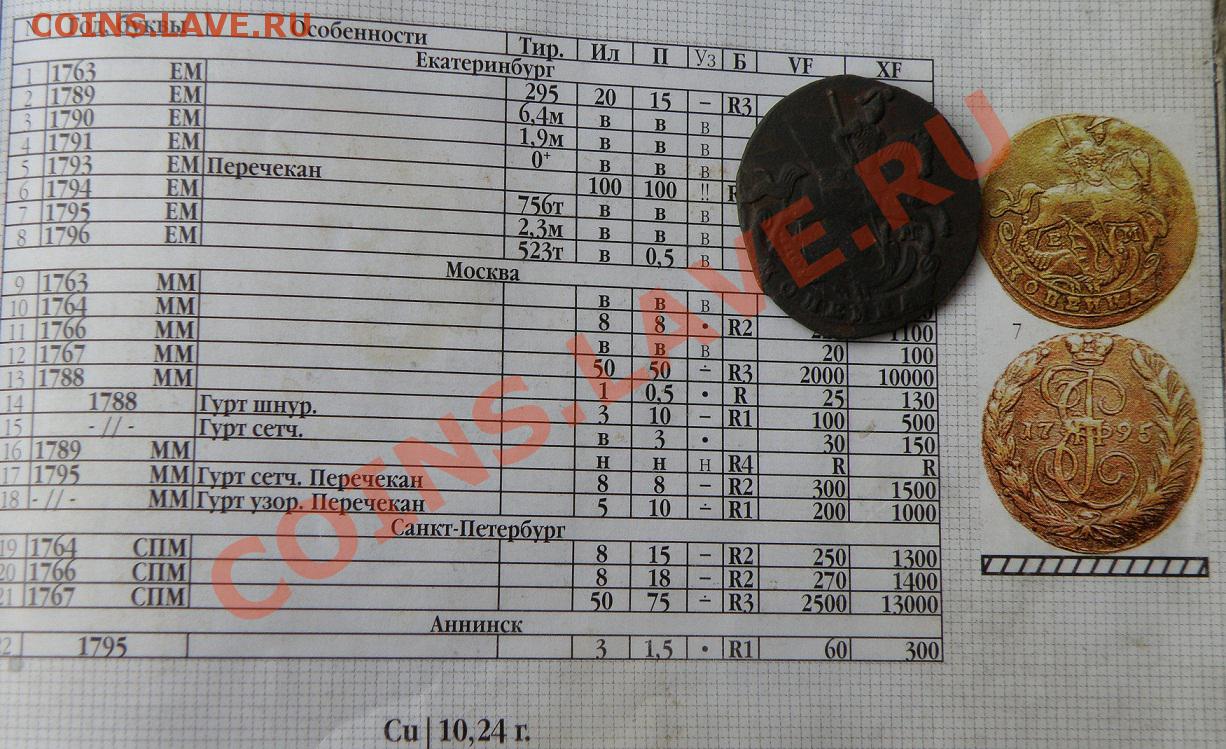 COINS.LAVE.RU
Год, буквы Особенности Тир. Ил П Уз Б VF XF
Екатеринбург
1 1763 ЕМ 295 20 15 – R3
2 1789 ЕМ 6,4м в в в
3 1790 ЕМ 1,9м в в в
4 1791 ЕМ 0⁺ в в в
5 1793 ЕМ Перечекан 100 100 !!
6 1794 ЕМ 756т в в в
7 1795 ЕМ 2,3м в в в
8 1796 ЕМ 523т в 0,5 в
Москва
9 1763 ММ в в в
10 1764 ММ 8 8 • R2 1100
11 1766 ММ в в в 20 100
12 1767 ММ 50 50 ∸ R3 2000 10000
13 1788 ММ 1 0,5 • R 25 130
14 1788 Гурт шнур. 3 10 – R1 100 500
15 - // - Гурт сетч. в 3 • 30 150
16 1789 ММ н н н R4 R R
17 1795 ММ Гурт сетч. Перечекан 8 8 – R2 300 1500
18 - // - ММ Гурт узор. Перечекан 5 10 ∸ R1 200 1000
Санкт-Петербург
19 1764 СПМ 8 15 – R2 250 1300
20 1766 СПМ 8 18 – R2 270 1400
21 1767 СПМ 50 75 ∸ R3 2500 13000
Аннинск
22 1795 3 1,5 • R1 60 300
Cu | 10,24 г.
КОПЕЙКА
Е М
КОПЕЙКА
7
17 95
COINS.LAVE.RU